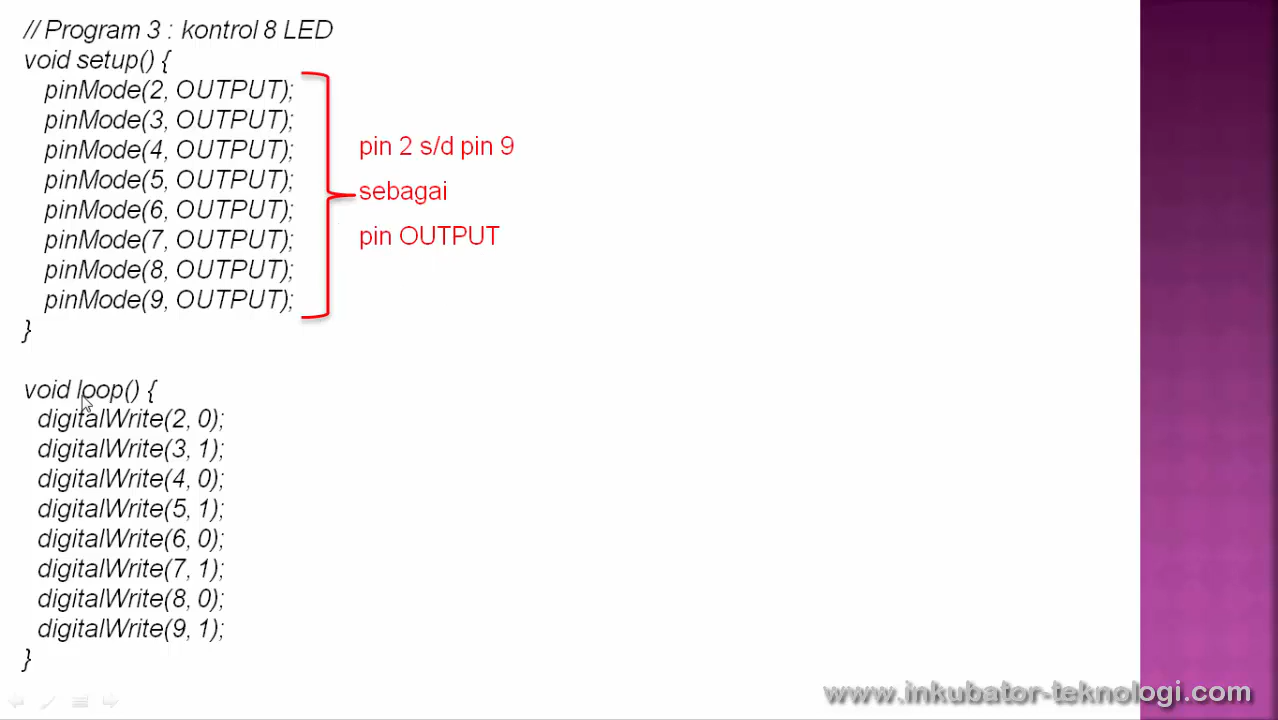 // Program 3 : kontrol 8 LED
void setup() {
pinMode(2, OUTPUT);
pinMode(3, OUTPUT);
pinMode(4, OUTPUT);
pinMode(5, OUTPUT);
pinMode(6, OUTPUT);
pinMode(7, OUTPUT);
pinMode(8, OUTPUT);
pinMode(9, OUTPUT);
}
pin 2 s/d pin 9
sebagai
pin OUTPUT
void loop() {
digitalWrite(2, 0);
digitalWrite(3, 1);
digitalWrite(4, 0);
digitalWrite(5, 1);
digitalWrite(6, 0);
digitalWrite(7, 1);
digitalWrite(8, 0);
digitalWrite(9, 1);
}
www.inkubator-teknologi.com